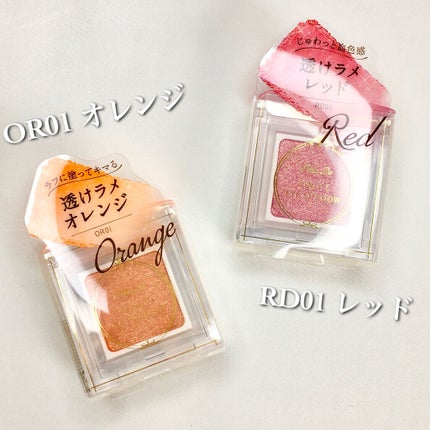 OR01 オレンジ
ラフに塗ってキマる
透けラメ
オレンジ
OR01
Orange
じゅわっと高色感
透けラメ
レッド
RD01
Red
RD01 レッド